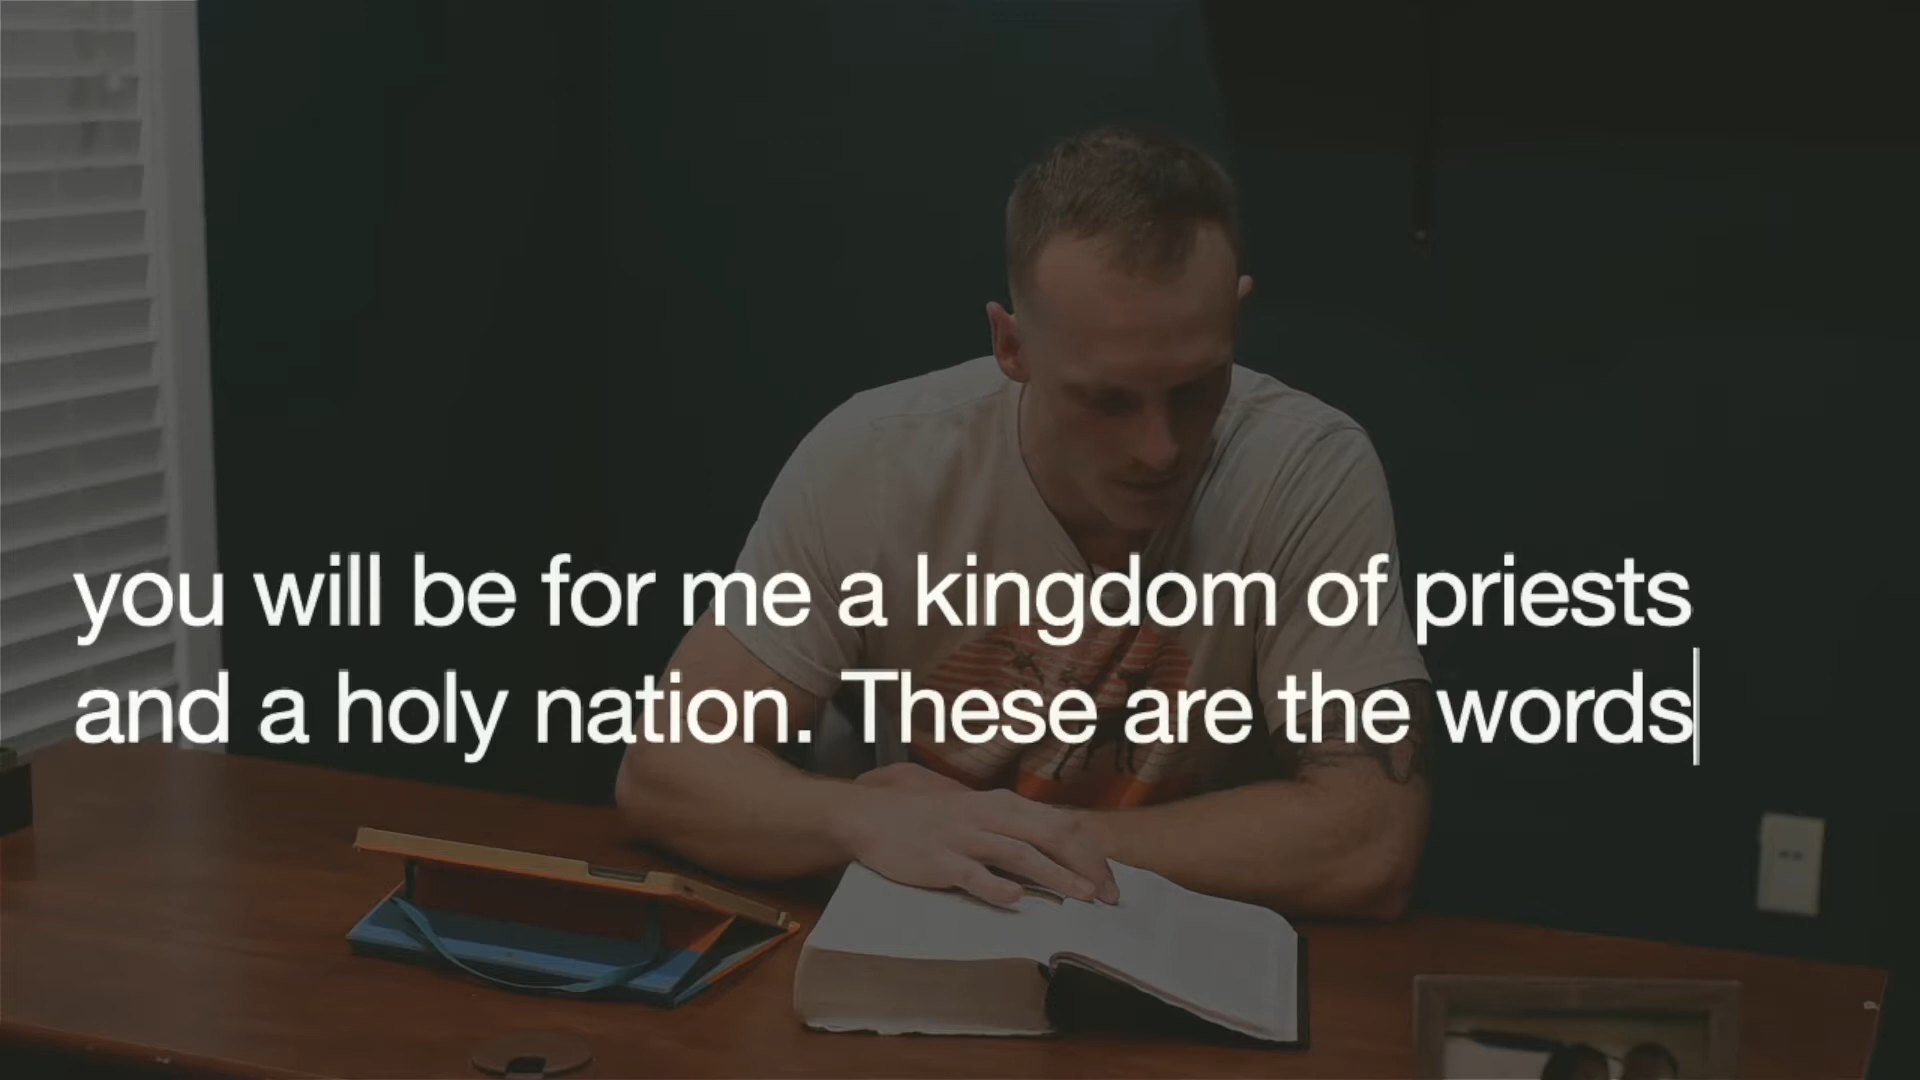 you will be for me a kingdom of priests
and a holy nation. These are the words